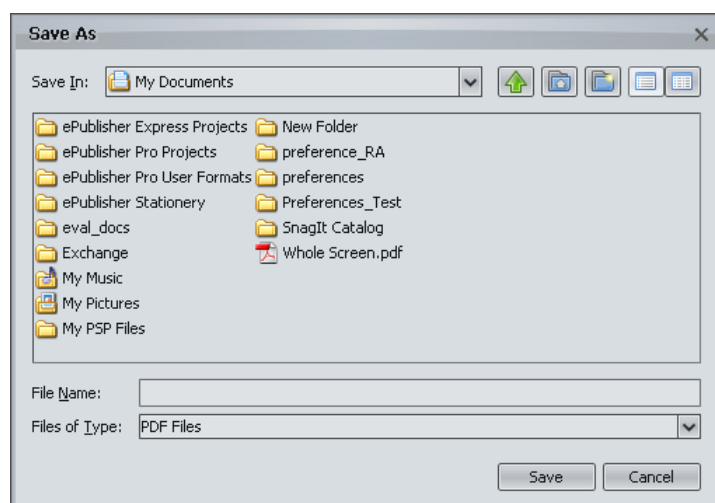 Save As
Save In: My Documents
ePublisher Express Projects
ePublisher Pro Projects
ePublisher Pro User Formats
ePublisher Stationery
eval_docs
Exchange
My Music
My Pictures
My PSP Files
New Folder
preference_RA
preferences
Preferences_Test
SnagIt Catalog
Whole Screen.pdf
File Name:
Files of Type: PDF Files
Save Cancel